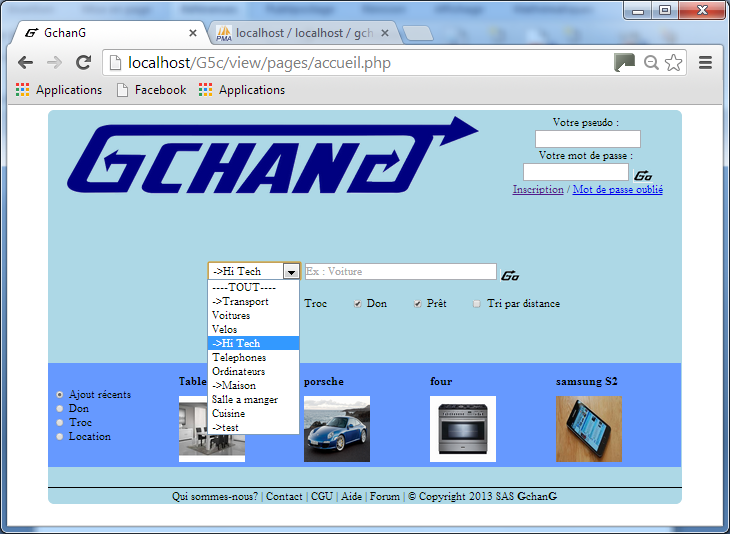 GchanG
PMA
localhost / localhost / gch
localhost/G5c/view/pages/accueil.php
Applications
Facebook
Applications
GCHANG
Votre pseudo :
Votre mot de passe :
Go
Inscription / Mot de passe oublié
->Hi Tech
Ex : Voiture
Go
----TOUT----
->Transport
Voitures
Velos
->Hi Tech
Telephones
Ordinateurs
->Maison
Salle a manger
Cuisine
->test
Troc
Don
Prêt
Tri par distance
Ajout récents
Don
Troc
Location
Table
porsche
four
samsung S2
Qui sommes-nous? | Contact | CGU | Aide | Forum | © Copyright 2013 SAS GchanG